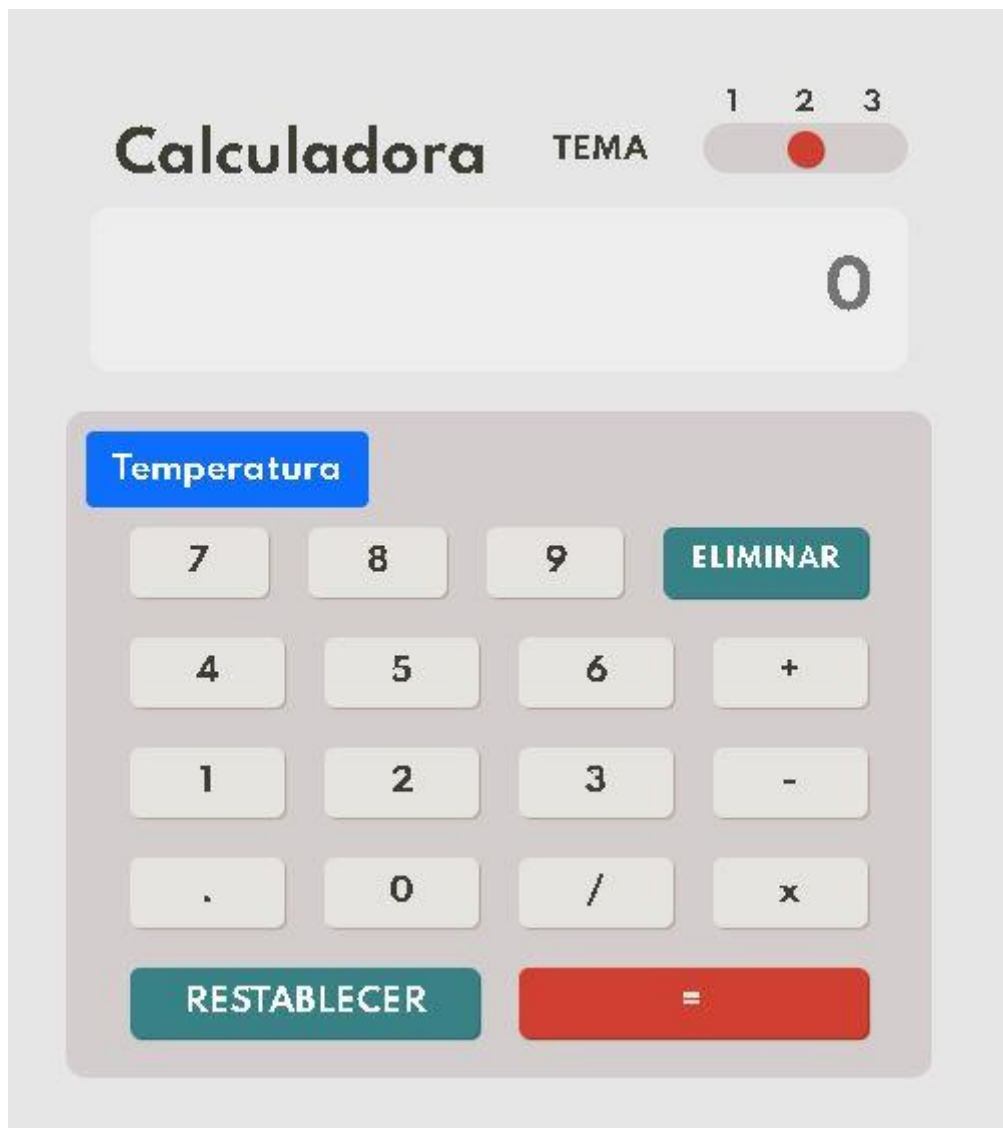 1 2 3
Calculadora TEMA
0
Temperatura
7 8 9 ELIMINAR
4 5 6 +
1 2 3 -
. 0 / x
RESTABLECER =